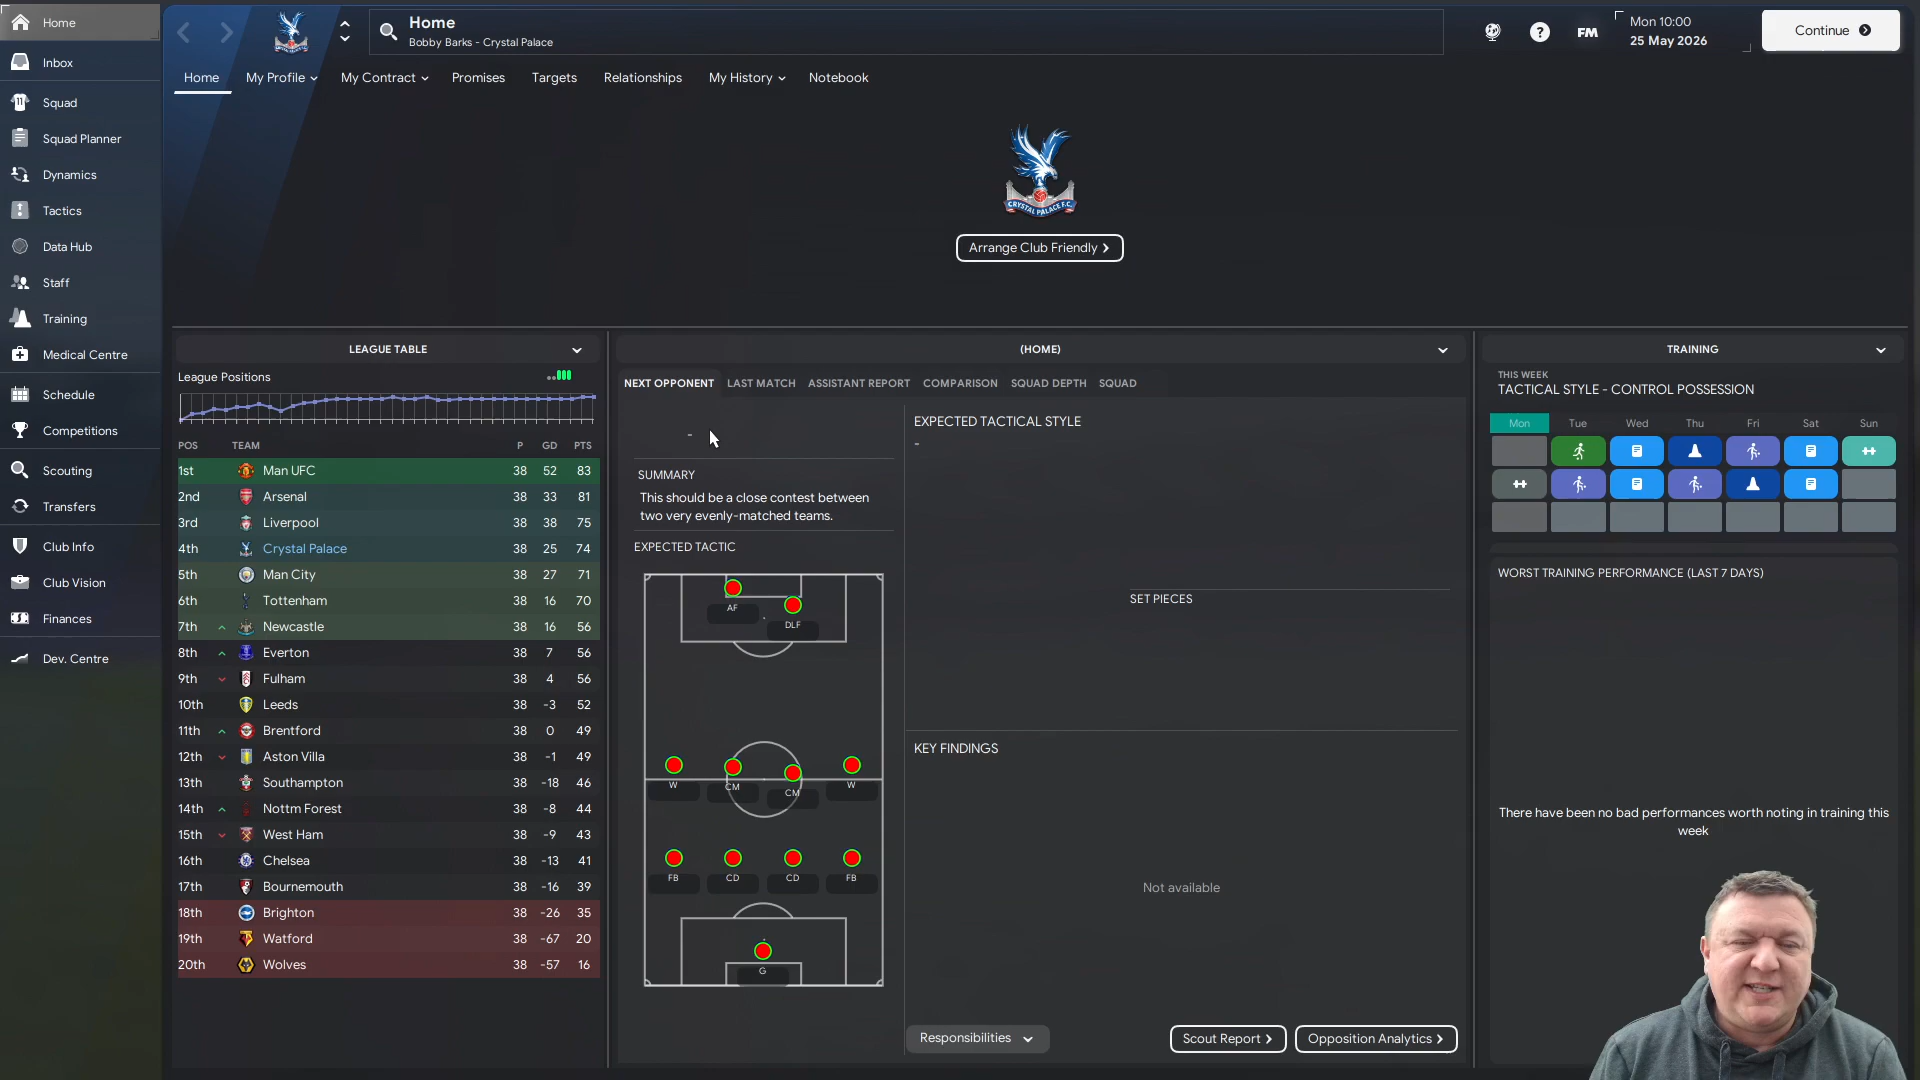 Home
Inbox
Squad
Squad Planner
Dynamics
Tactics
Data Hub
Staff
Training
Medical Centre
Schedule
Competitions
Scouting
Transfers
Club Info
Club Vision
Finances
Dev. Centre
Home
Bobby Barks - Crystal Palace
FM
Mon 10:00
25 May 2026
Continue
Home My Profile My Contract Promises Targets Relationships My History Notebook
CRYSTAL PALACE F.C.
Arrange Club Friendly
LEAGUE TABLE
League Positions
POS TEAM P GD PTS
1st Man UFC 38 52 83
2nd Arsenal 38 33 81
3rd Liverpool 38 38 75
4th Crystal Palace 38 25 74
5th Man City 38 27 71
6th Tottenham 38 16 70
7th Newcastle 38 16 56
8th Everton 38 7 56
9th Fulham 38 4 56
10th Leeds 38 -3 52
11th Brentford 38 0 49
12th Aston Villa 38 -1 49
13th Southampton 38 -18 46
14th Nottm Forest 38 -8 44
15th West Ham 38 -9 43
16th Chelsea 38 -13 41
17th Bournemouth 38 -16 39
18th Brighton 38 -26 35
19th Watford 38 -67 20
20th Wolves 38 -57 16
(HOME)
NEXT OPPONENT LAST MATCH ASSISTANT REPORT COMPARISON SQUAD DEPTH SQUAD
-
SUMMARY
This should be a close contest between
two very evenly-matched teams.
EXPECTED TACTIC
AF
DLF
W CM CM W
FB CD CD FB
G
EXPECTED TACTICAL STYLE
-
SET PIECES
KEY FINDINGS
Not available
Responsibilities
Scout Report
Opposition Analytics
TRAINING
THIS WEEK
TACTICAL STYLE - CONTROL POSSESSION
Mon Tue Wed Thu Fri Sat Sun
WORST TRAINING PERFORMANCE (LAST 7 DAYS)
There have been no bad performances worth noting in training this
week